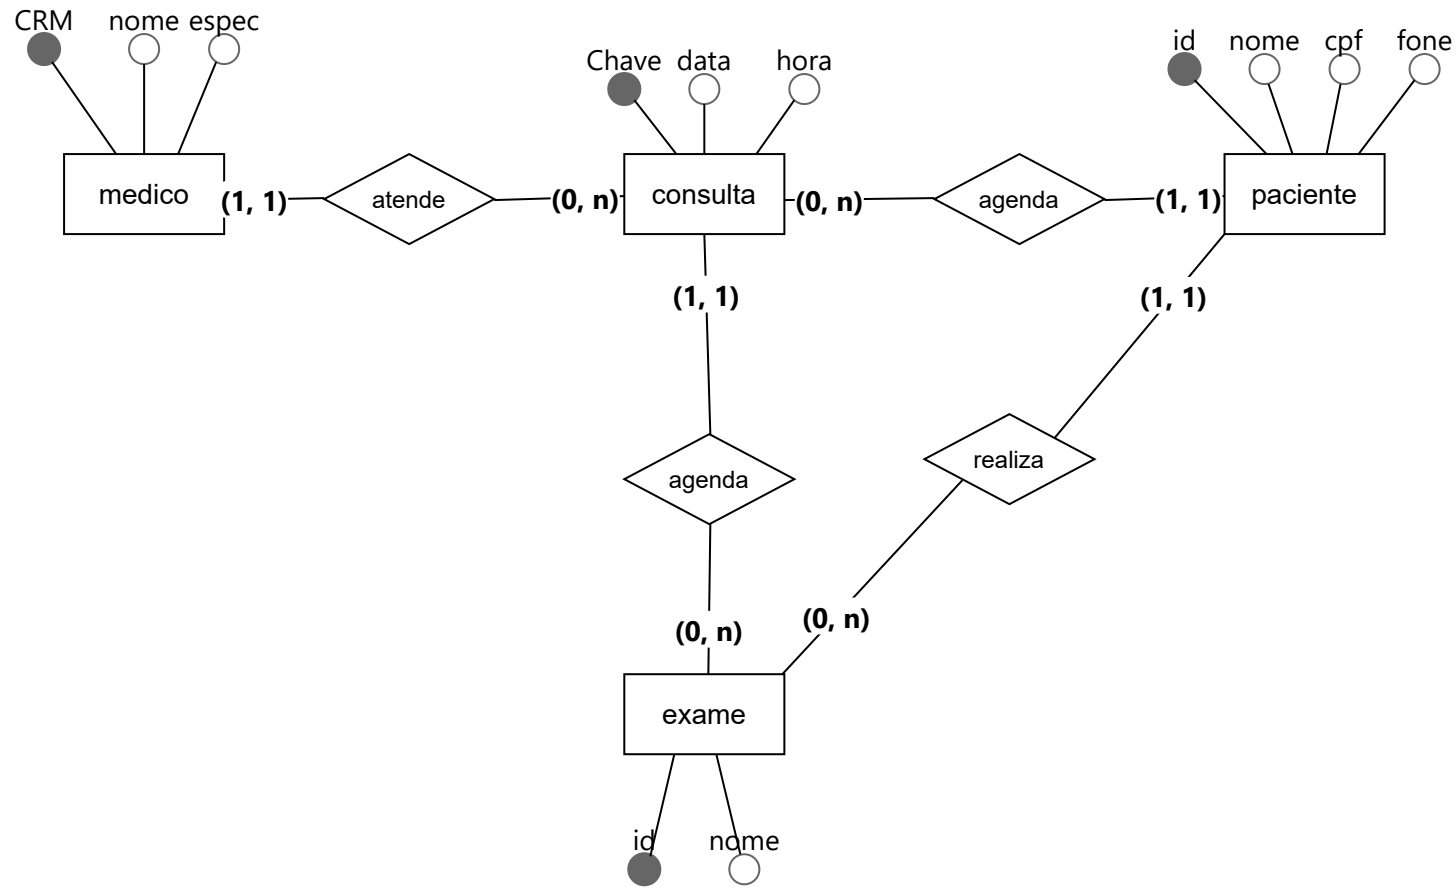 CRM nome espec
Chave data hora
id nome cpf fone
medico (1, 1) atende (0, n) consulta (0, n) agenda (1, 1) paciente
(1, 1) (1, 1)
agenda realiza
(0, n) (0, n)
exame
id nome